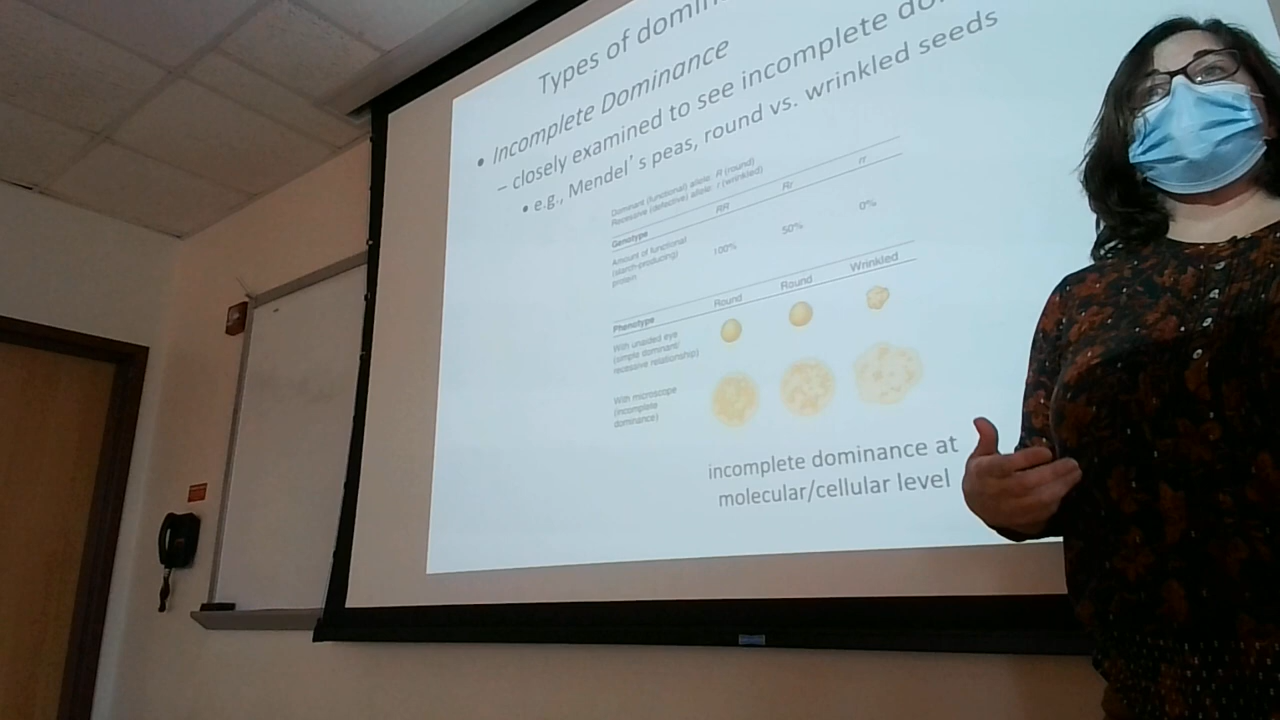 Types of domin
• Incomplete Dominance
– closely examined to see incomplete do
• e.g., Mendel's peas, round vs. wrinkled seeds
Dominant (functional) allele: R (round)
Recessive (defective) allele: r (wrinkled)
Genotype RR Rr rr
Amount of functional (starch-producing) protein 100% 50% 0%
Phenotype Round Round Wrinkled
With unaided eye
(simple dominant/
recessive relationship)
With microscope
(incomplete
dominance)
incomplete dominance at
molecular/cellular level